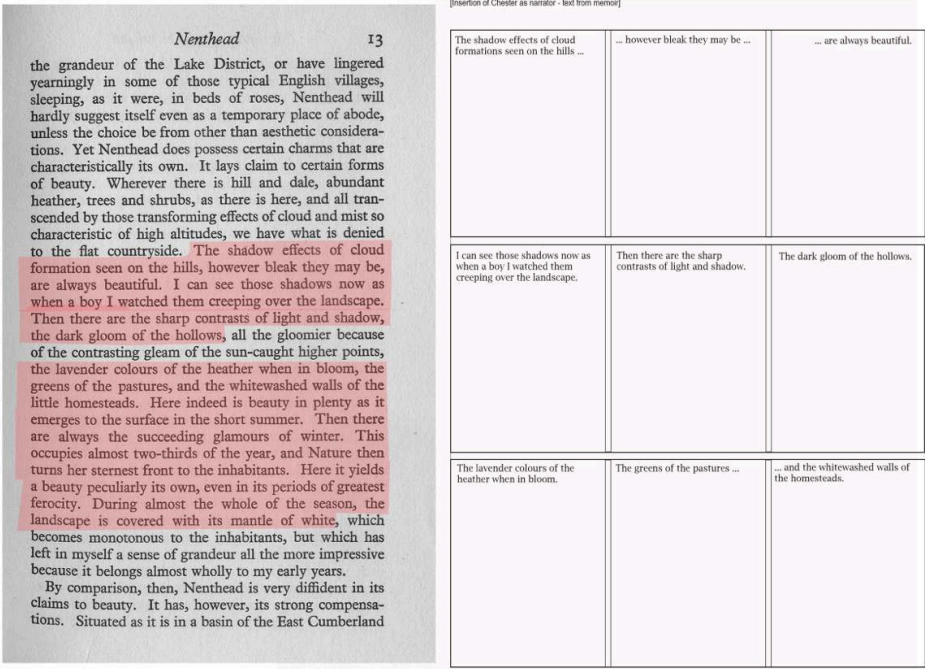 Nenthead 13
the grandeur of the Lake District, or have lingered
yearningly in some of those typical English villages,
sleeping, as it were, in beds of roses, Nenthead will
hardly suggest itself even as a temporary place of abode,
unless the choice be from other than aesthetic considera-
tions. Yet Nenthead does possess certain charms that are
characteristically its own. It lays claim to certain forms
of beauty. Wherever there is hill and dale, abundant
heather, trees and shrubs, as there is here, and all tran-
scended by those transforming effects of cloud and mist so
characteristic of high altitudes, we have what is denied
to the flat countryside. The shadow effects of cloud
formation seen on the hills, however bleak they may be,
are always beautiful. I can see those shadows now as
when a boy I watched them creeping over the landscape.
Then there are the sharp contrasts of light and shadow,
the dark gloom of the hollows, all the gloomier because
of the contrasting gleam of the sun-caught higher points,
the lavender colours of the heather when in bloom, the
greens of the pastures, and the whitewashed walls of the
little homesteads. Here indeed is beauty in plenty as it
emerges to the surface in the short summer. Then there
are always the succeeding glamours of winter. This
occupies almost two-thirds of the year, and Nature then
turns her sternest front to the inhabitants. Here it yields
a beauty peculiarly its own, even in its periods of greatest
ferocity. During almost the whole of the season, the
landscape is covered with its mantle of white, which
becomes monotonous to the inhabitants, but which has
left in myself a sense of grandeur all the more impressive
because it belongs almost wholly to my early years.
By comparison, then, Nenthead is very diffident in its
claims to beauty. It has, however, its strong compensa-
tions. Situated as it is in a basin of the East Cumberland
[Insertion of Chester as narrator - text from memoir]
The shadow effects of cloud
formations seen on the hills ...
... however bleak they may be ...
... are always beautiful.
I can see those shadows now as
when a boy I watched them
creeping over the landscape.
Then there are the sharp
contrasts of light and shadow.
The dark gloom of the hollows.
The lavender colours of the
heather when in bloom.
The greens of the pastures ...
... and the whitewashed walls of
the homesteads.